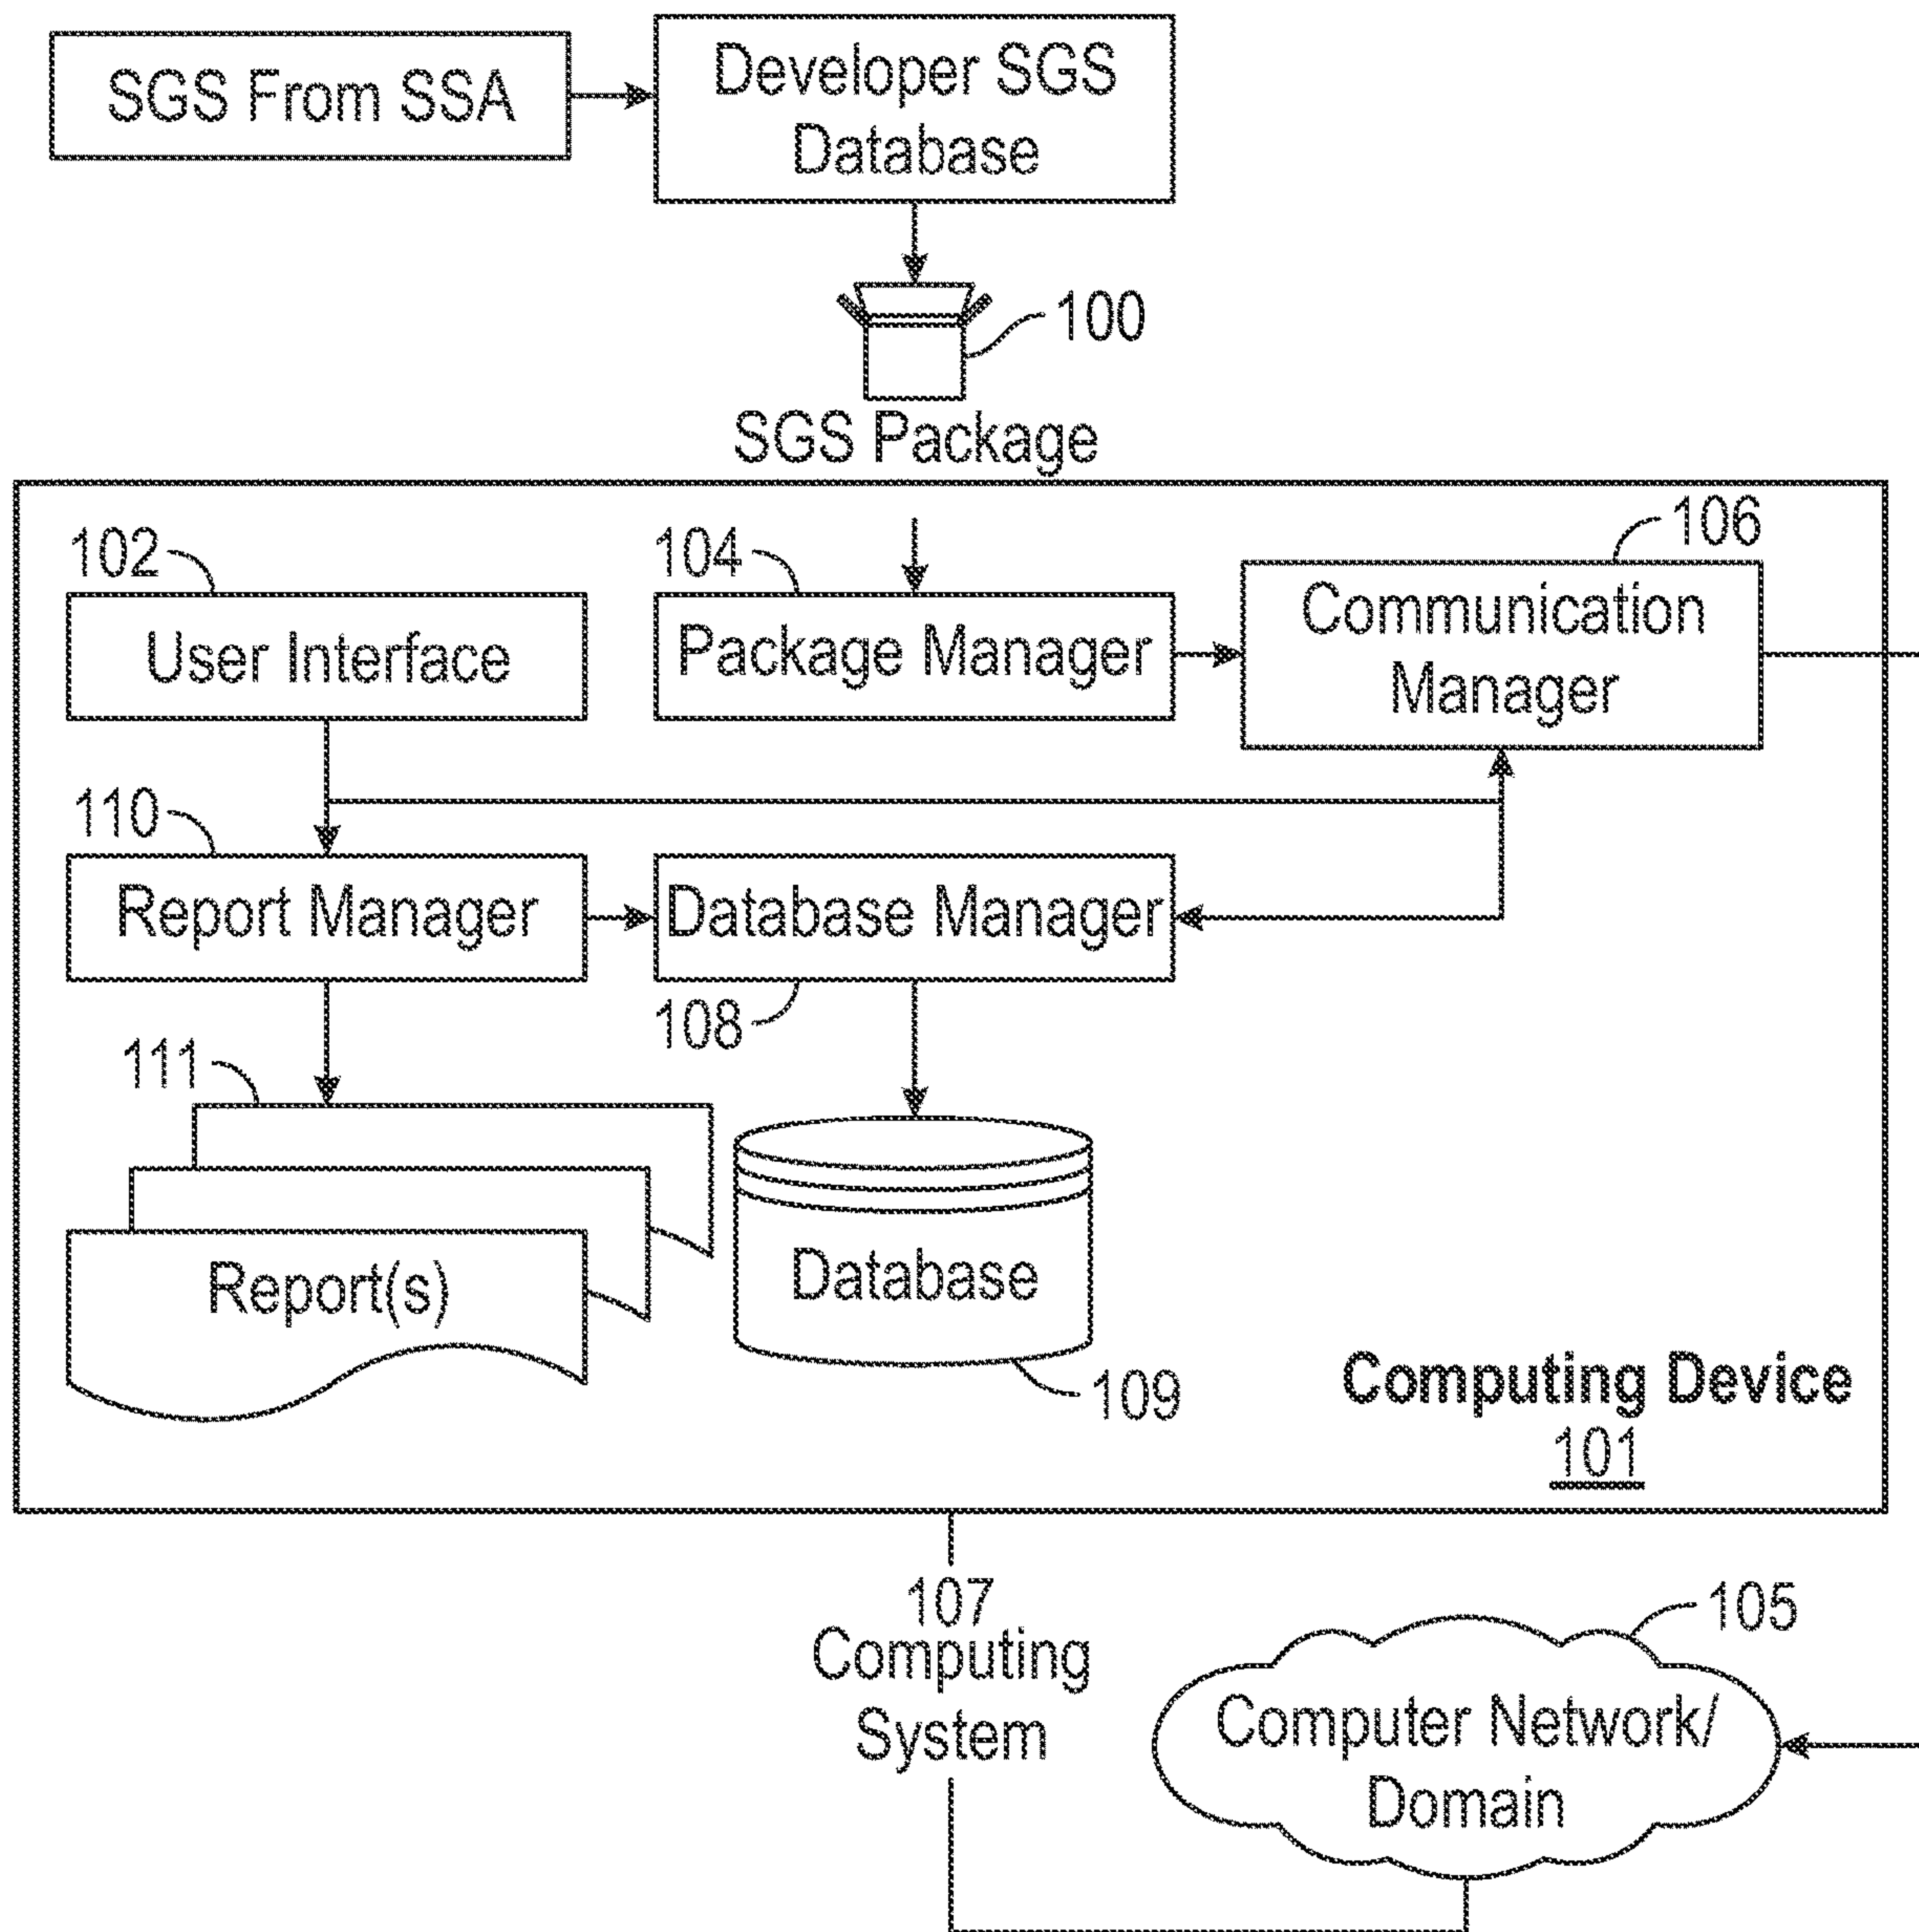 SGS From SSA
Developer SGS
Database
100
SGS Package
102
104
106
User Interface
Package Manager
Communication
Manager
110
Report Manager
Database Manager
108
111
Report(s)
Database
109
Computing Device
101
107
Computing
System
105
Computer Network/
Domain